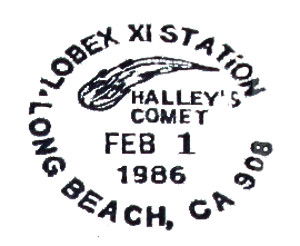 LOBEX XI STATION
HALLEY'S
COMET
FEB 1
1986
LONG BEACH, CA 908